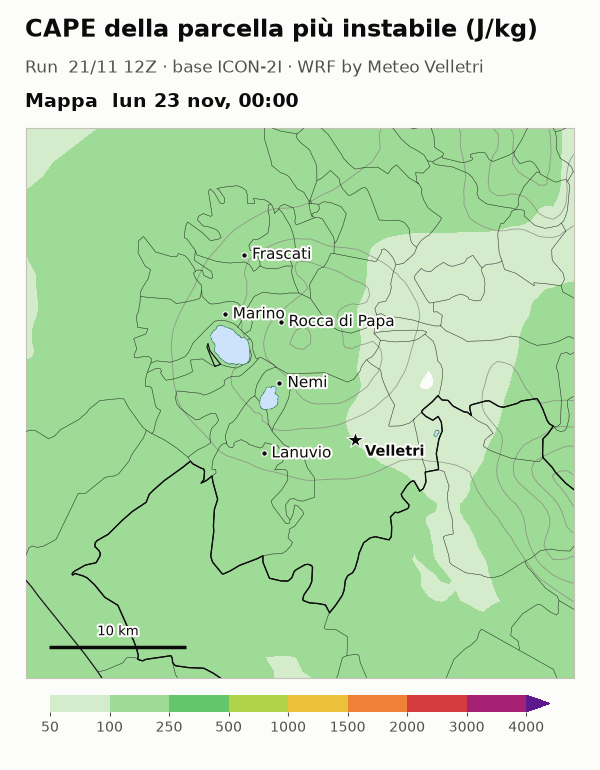 CAPE della parcella più instabile (J/kg)
Run  21/11 12Z · base ICON-2I · WRF by Meteo Velletri
Mappa  lun 23 nov, 00:00
Frascati
Marino
Rocca di Papa
Nemi
Velletri
Lanuvio
10 km
50 100 250 500 1000 1500 2000 3000 4000